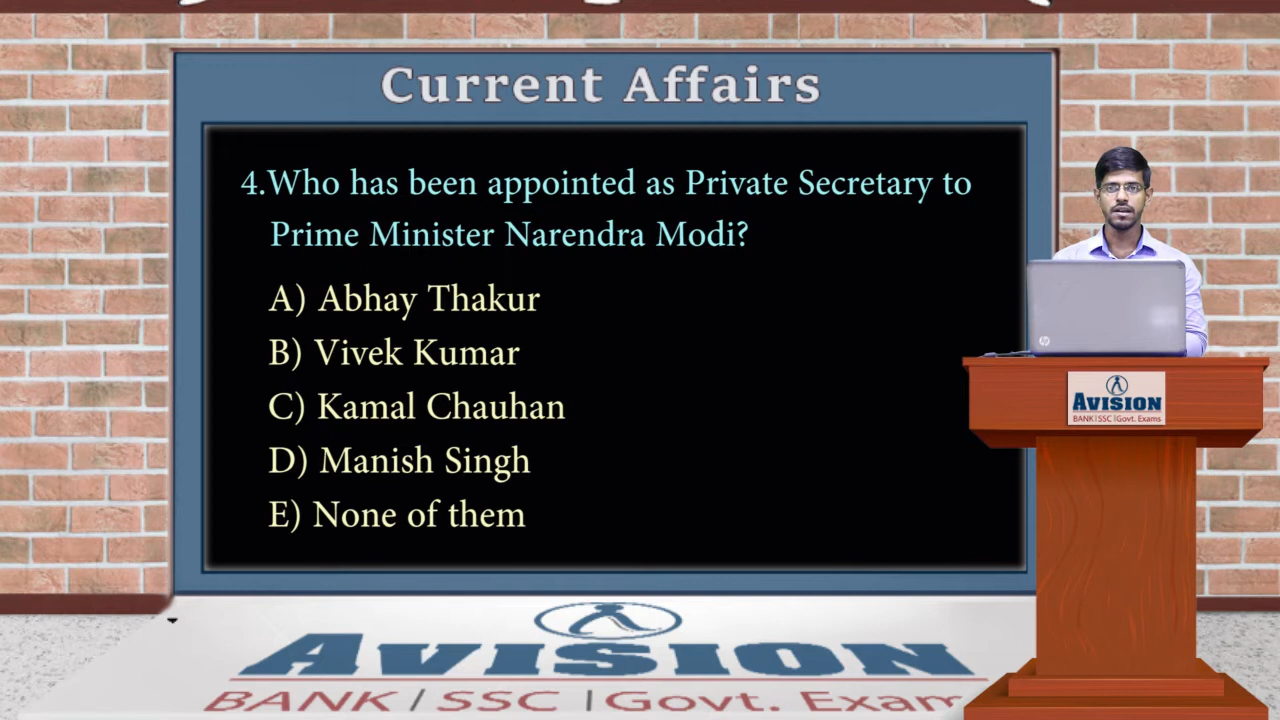 Current Affairs
4.Who has been appointed as Private Secretary to
Prime Minister Narendra Modi?
A) Abhay Thakur
B) Vivek Kumar
C) Kamal Chauhan
D) Manish Singh
E) None of them
hp
AVISION
BANK|SSC|Govt. Exams
AVISION
BANK | SSC | Govt. Exam